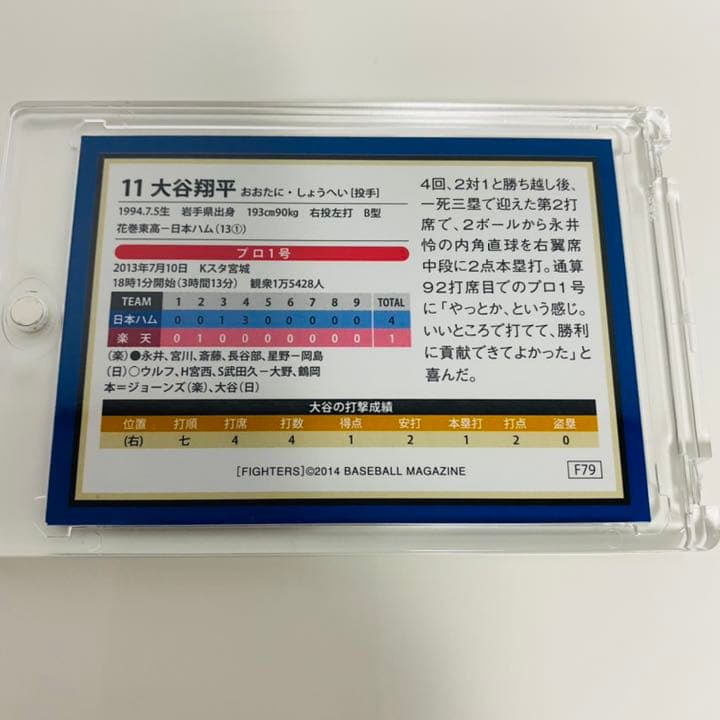 11 大谷翔平 おおたに・しょうへい[投手]
1994.7.5生 岩手県出身 193㎝90kg 右投左打 B型
花巻東高ー日本ハム(13①)
プロ1号
2013年7月10日 Kスタ宮城
18時1分開始(3時間13分) 観衆1万5428人
TEAM 1 2 3 4 5 6 7 8 9 TOTAL
日本ハム 0 0 1 3 0 0 0 0 0 4
楽天 0 1 0 0 0 0 0 0 0 1
(楽)●永井、宮川、斎藤、長谷部、星野ー岡島
(日)○ウルフ、H宮西、S武田久ー大野、鶴岡
本=ジョーンズ(楽)、大谷(日)
4回、2対1と勝ち越し後、
一死三塁で迎えた第2打
席で、2ボールから永井
怜の内角直球を右翼席
中段に2点本塁打。通算
92打席目でのプロ1号
に「やっとか、という感じ。
いいところで打てて、勝利
に貢献できてよかった」と
喜んだ。
大谷の打撃成績
位置 打順 打席 打数 得点 安打 本塁打 打点 盗塁
(右) 七 4 4 1 2 1 2 0
[FIGHTERS]©2014 BASEBALL MAGAZINE
F79